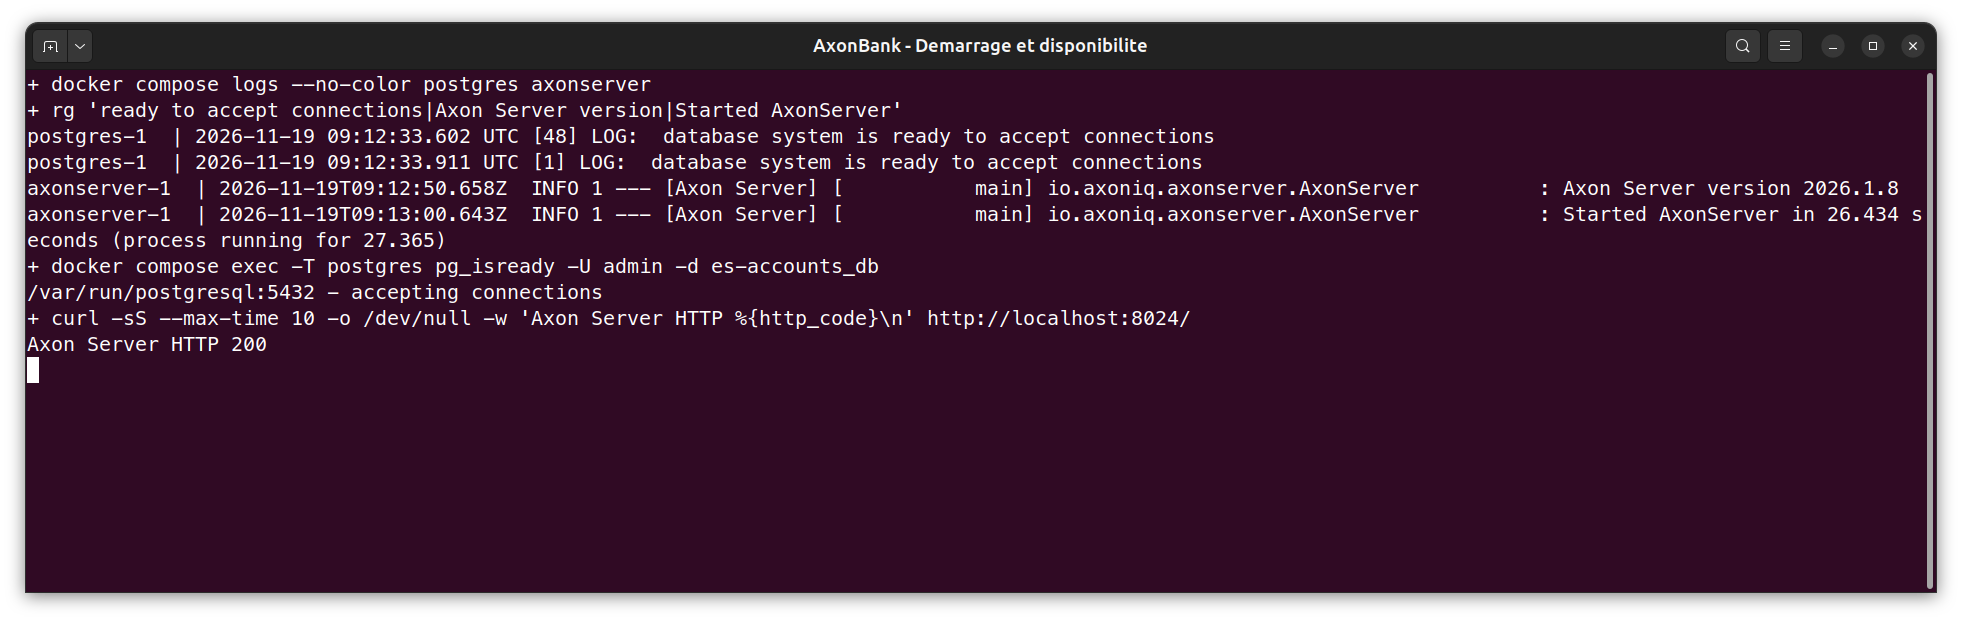 AxonBank - Demarrage et disponibilite
+ docker compose logs --no-color postgres axonserver
+ rg 'ready to accept connections|Axon Server version|Started AxonServer'
postgres-1  | 2026-11-19 09:12:33.602 UTC [48] LOG:  database system is ready to accept connections
postgres-1  | 2026-11-19 09:12:33.911 UTC [1] LOG:  database system is ready to accept connections
axonserver-1  | 2026-11-19T09:12:50.658Z  INFO 1 --- [Axon Server] [           main] io.axoniq.axonserver.AxonServer          : Axon Server version 2026.1.8
axonserver-1  | 2026-11-19T09:13:00.643Z  INFO 1 --- [Axon Server] [           main] io.axoniq.axonserver.AxonServer          : Started AxonServer in 26.434 s
econds (process running for 27.365)
+ docker compose exec -T postgres pg_isready -U admin -d es-accounts_db
/var/run/postgresql:5432 - accepting connections
+ curl -sS --max-time 10 -o /dev/null -w 'Axon Server HTTP %{http_code}\n' http://localhost:8024/
Axon Server HTTP 200